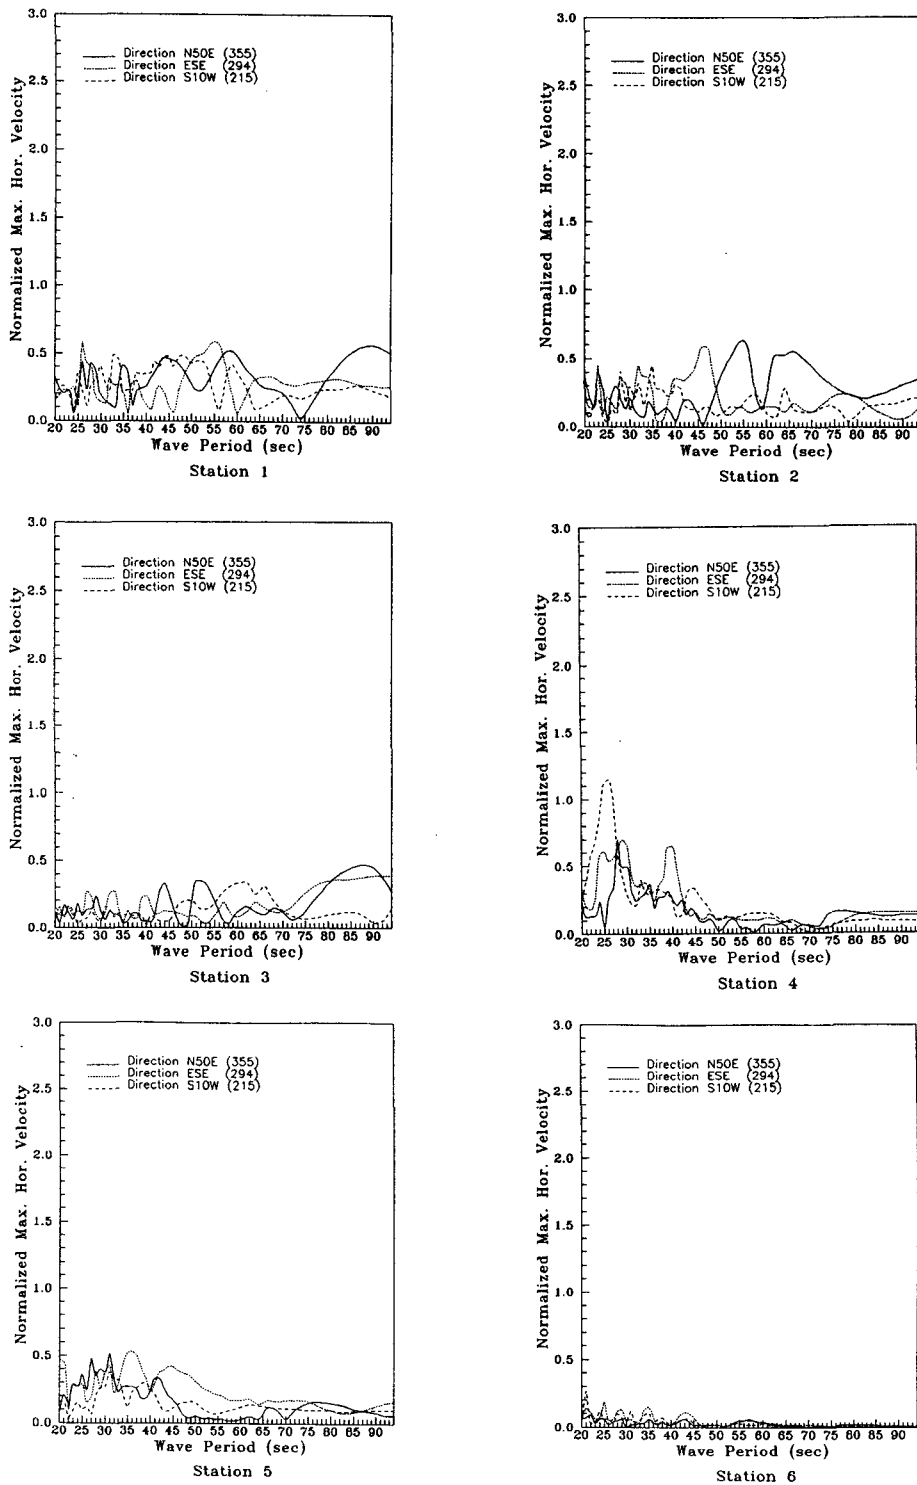 3.0
2.5
2.0
1.5
1.0
0.5
0.0
Normalized Max. Hor. Velocity
Direction N50E (355)
Direction ESE (294)
Direction S10W (215)
20 25 30 35 40 45 50 55 60 65 70 75 80 85 90
Wave Period (sec)
Station 1
3.0
2.5
2.0
1.5
1.0
0.5
0.0
Normalized Max. Hor. Velocity
Direction N50E (355)
Direction ESE (294)
Direction S10W (215)
20 25 30 35 40 45 50 55 60 65 70 75 80 85 90
Wave Period (sec)
Station 2
3.0
2.5
2.0
1.5
1.0
0.5
0.0
Normalized Max. Hor. Velocity
Direction N50E (355)
Direction ESE (294)
Direction S10W (215)
20 25 30 35 40 45 50 55 60 65 70 75 80 85 90
Wave Period (sec)
Station 3
3.0
2.5
2.0
1.5
1.0
0.5
0.0
Normalized Max. Hor. Velocity
Direction N50E (355)
Direction ESE (294)
Direction S10W (215)
20 25 30 35 40 45 50 55 60 65 70 75 80 85 90
Wave Period (sec)
Station 4
3.0
2.5
2.0
1.5
1.0
0.5
0.0
Normalized Max. Hor. Velocity
Direction N50E (355)
Direction ESE (294)
Direction S10W (215)
20 25 30 35 40 45 50 55 60 65 70 75 80 85 90
Wave Period (sec)
Station 5
3.0
2.5
2.0
1.5
1.0
0.5
0.0
Normalized Max. Hor. Velocity
Direction N50E (355)
Direction ESE (294)
Direction S10W (215)
20 25 30 35 40 45 50 55 60 65 70 75 80 85 90
Wave Period (sec)
Station 6